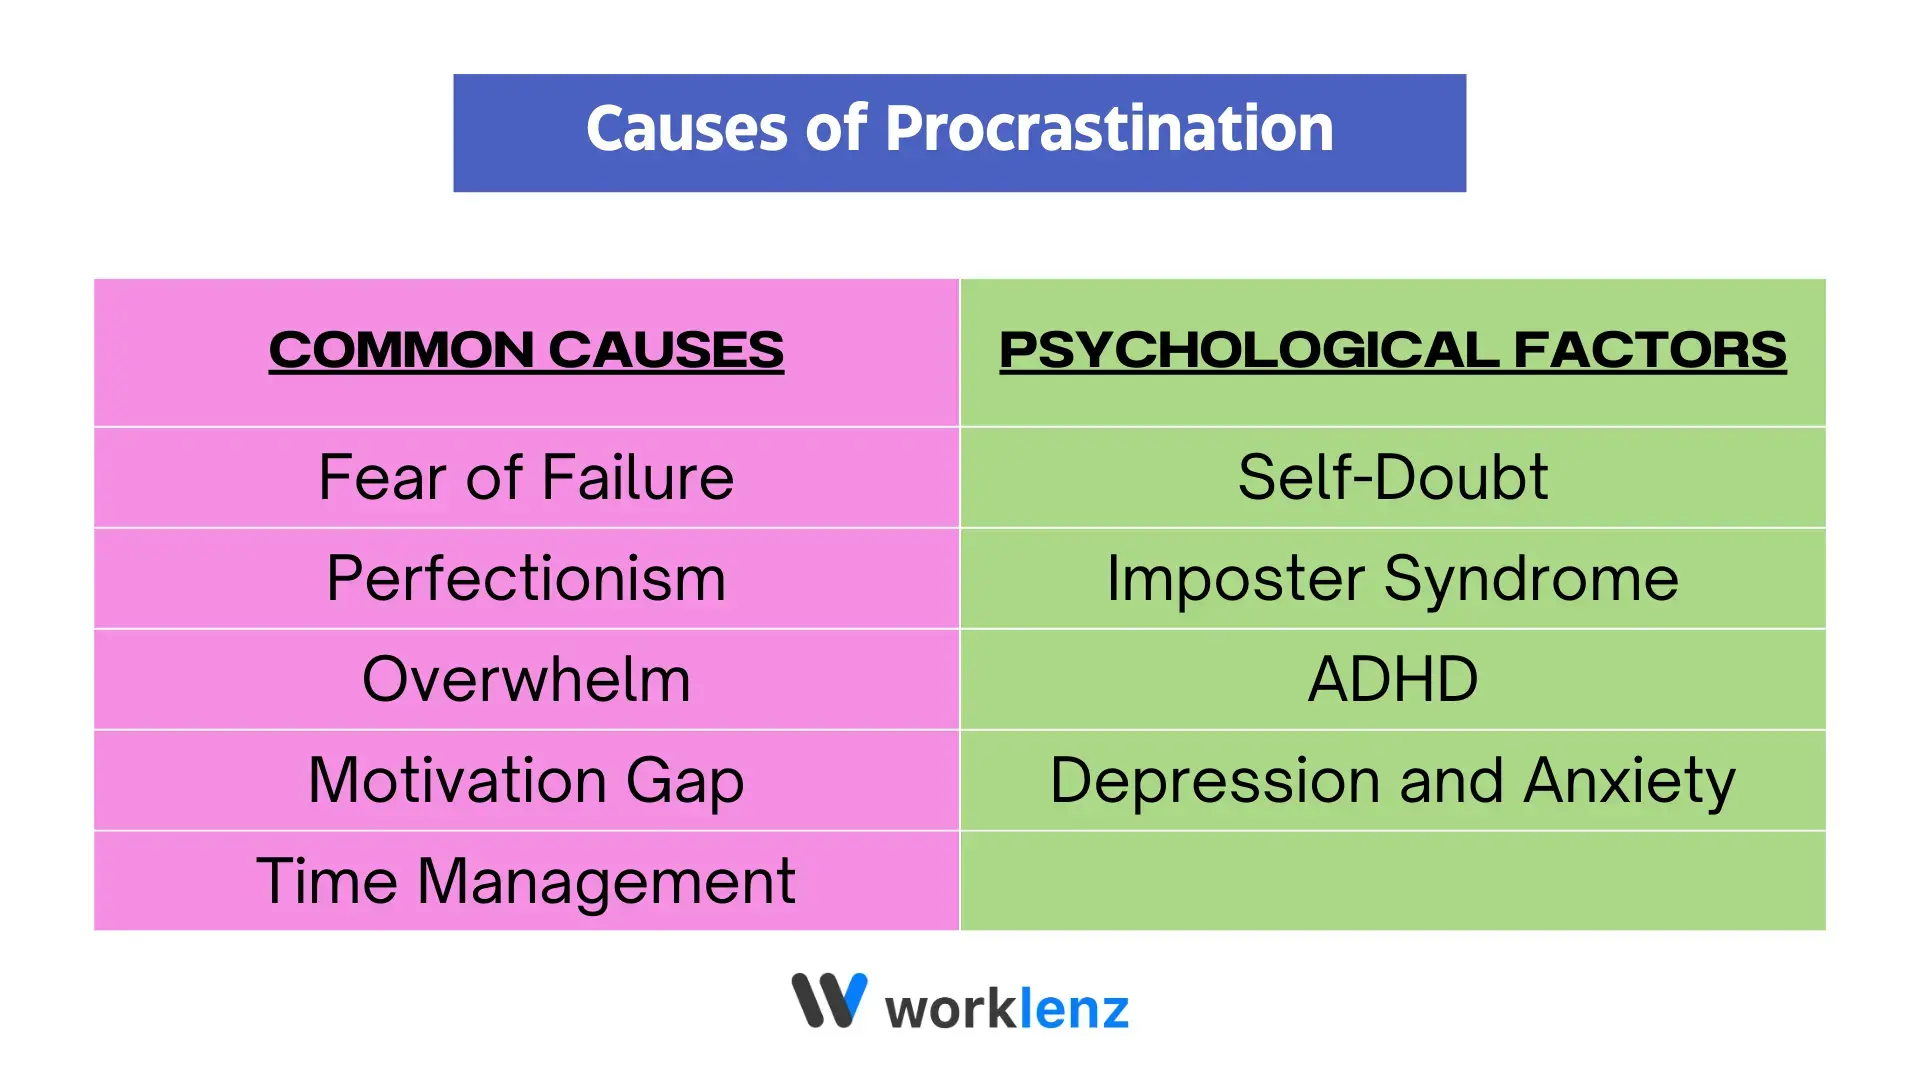 Causes of Procrastination
COMMON CAUSES
PSYCHOLOGICAL FACTORS
Fear of Failure
Self-Doubt
Perfectionism
Imposter Syndrome
Overwhelm
ADHD
Motivation Gap
Depression and Anxiety
Time Management
worklenz